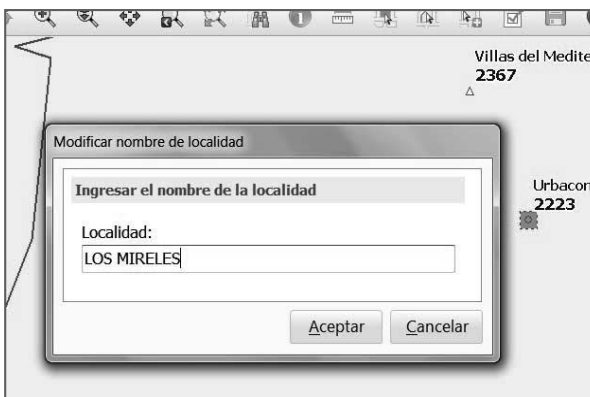 Villas del Medite
2367
Modificar nombre de localidad
Ingresar el nombre de la localidad
Urbacon
2223
Localidad:
LOS MIRELES
Aceptar
Cancelar